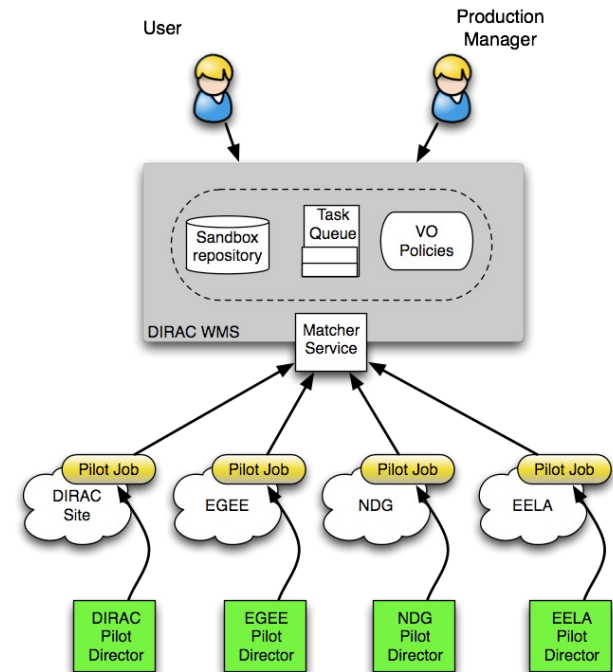 User
Production
Manager
Sandbox
repository
Task
Queue
VO
Policies
DIRAC WMS
Matcher
Service
Pilot Job
Pilot Job
Pilot Job
Pilot Job
DIRAC
Site
EGEE
NDG
EELA
DIRAC
Pilot
Director
EGEE
Pilot
Director
NDG
Pilot
Director
EELA
Pilot
Director